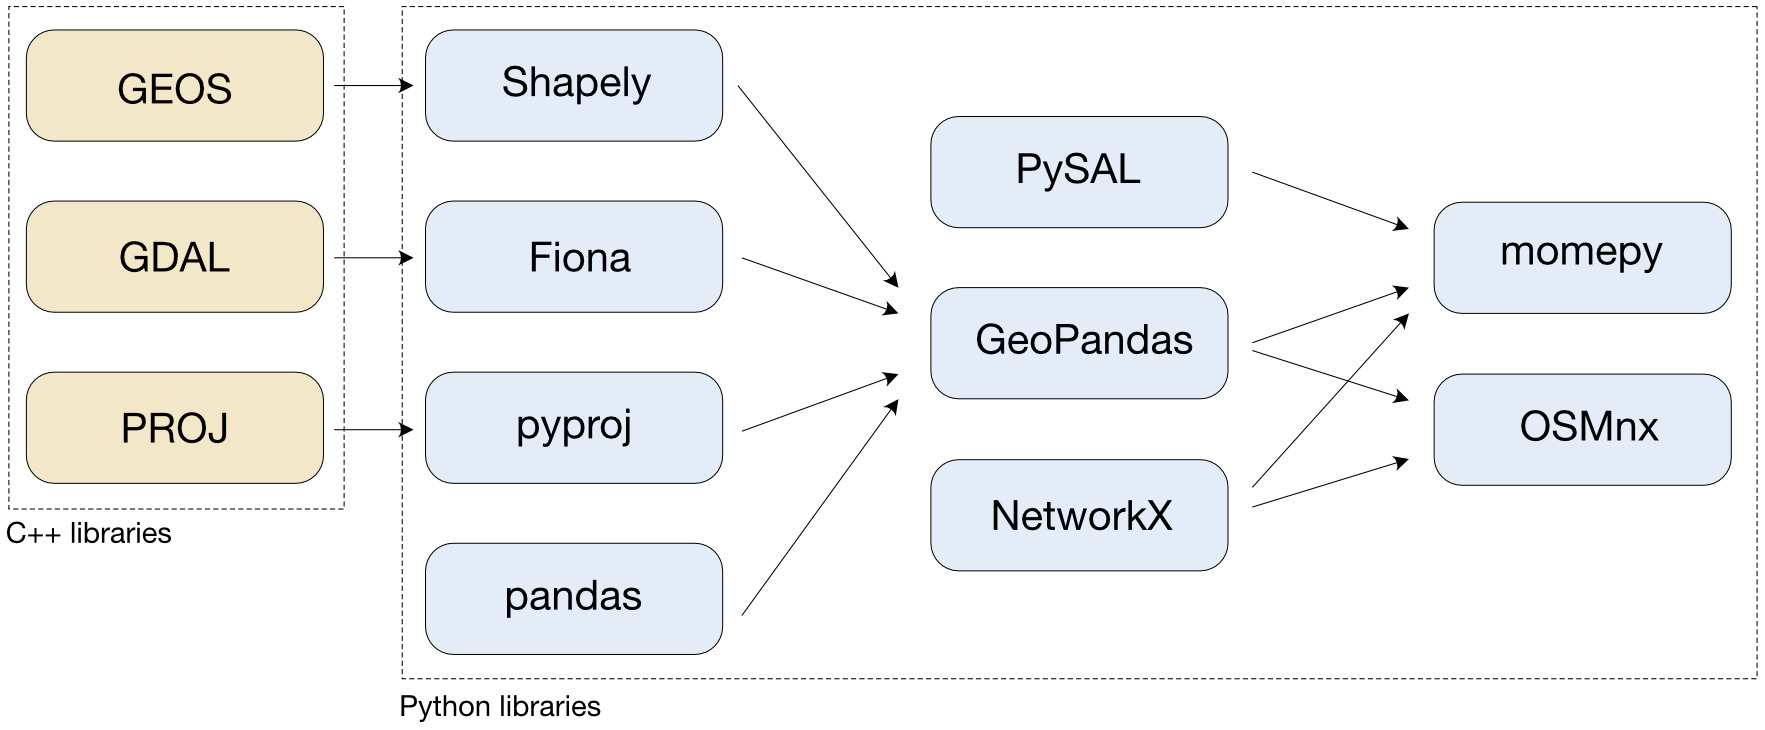 GEOS
GDAL
PROJ
C++ libraries
Shapely
Fiona
pyproj
pandas
PySAL
GeoPandas
NetworkX
momepy
OSMnx
Python libraries